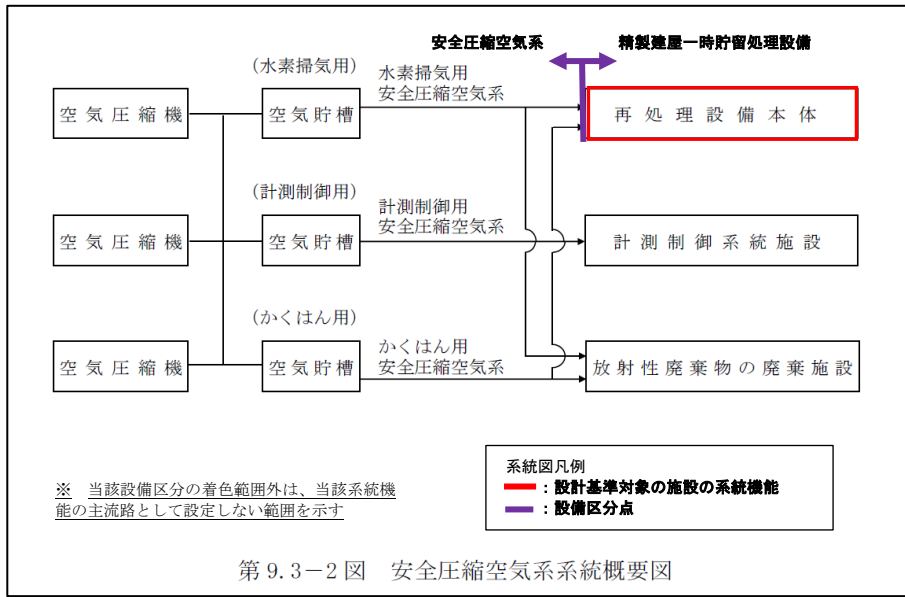 安全圧縮空気系
精製建屋一時貯留処理設備
(水素掃気用)
水素掃気用
安全圧縮空気系
空気圧縮機
空気貯槽
再処理設備本体
(計測制御用)
計測制御用
安全圧縮空気系
空気圧縮機
空気貯槽
計測制御系統施設
(かくはん用)
かくはん用
安全圧縮空気系
空気圧縮機
空気貯槽
放射性廃棄物の廃棄施設
※ 当該設備区分の着色範囲外は、当該系統機
能の主流路として設定しない範囲を示す
系統図凡例
:設計基準対象の施設の系統機能
:設備区分点
第9.3-2図 安全圧縮空気系系統概要図